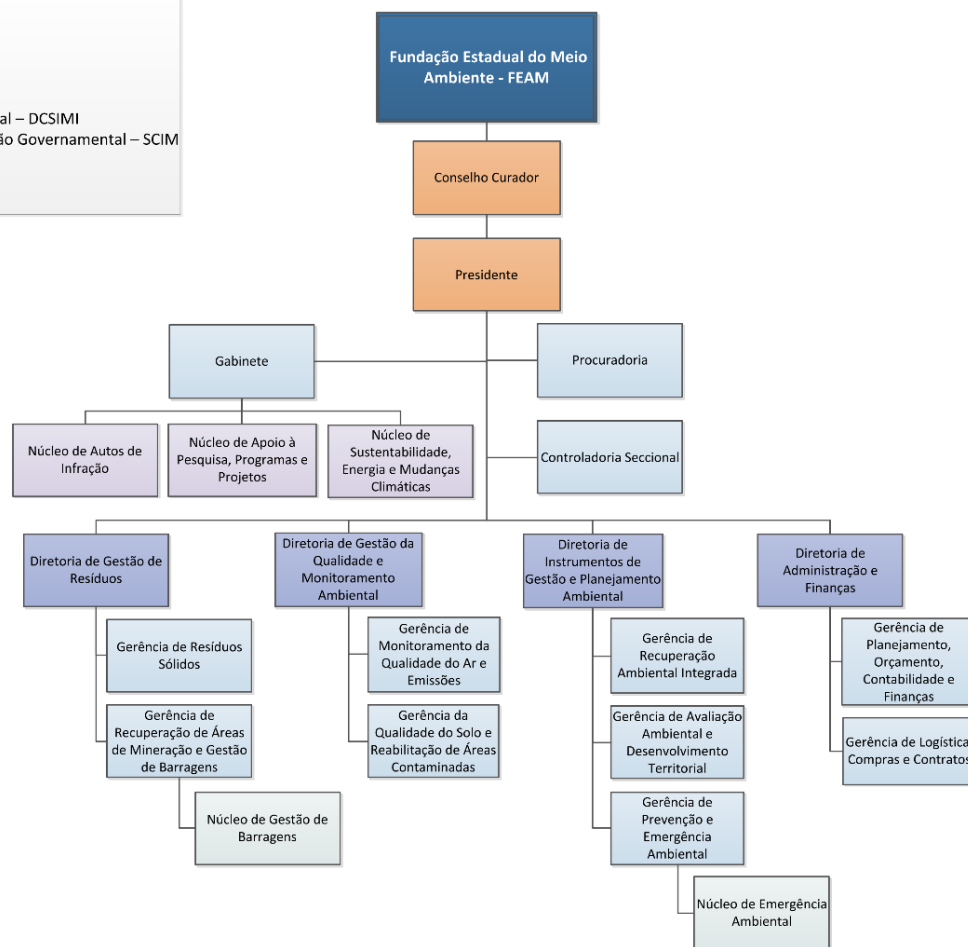 al – DCSIMI
ão Governamental – SCIM
Fundação Estadual do Meio
Ambiente - FEAM
Conselho Curador
Presidente
Gabinete
Procuradoria
Núcleo de Autos de
Infração
Núcleo de Apoio à
Pesquisa, Programas e
Projetos
Núcleo de
Sustentabilidade,
Energia e Mudanças
Climáticas
Controladoria Seccional
Diretoria de Gestão de
Resíduos
Diretoria de Gestão da
Qualidade e
Monitoramento
Ambiental
Diretoria de
Instrumentos de
Gestão e Planejamento
Ambiental
Diretoria de
Administração e
Finanças
Gerência de Resíduos
Sólidos
Gerência de
Monitoramento da
Qualidade do Ar e
Emissões
Gerência de
Recuperação
Ambiental Integrada
Gerência de
Planejamento,
Orçamento,
Contabilidade e
Finanças
Gerência de
Recuperação de Áreas
de Mineração e Gestão
de Barragens
Gerência da
Qualidade do Solo e
Reabilitação de Áreas
Contaminadas
Gerência de Avaliação
Ambiental e
Desenvolvimento
Territorial
Gerência de Logística
Compras e Contratos
Núcleo de Gestão de
Barragens
Gerência de
Prevenção e
Emergência
Ambiental
Núcleo de Emergência
Ambiental